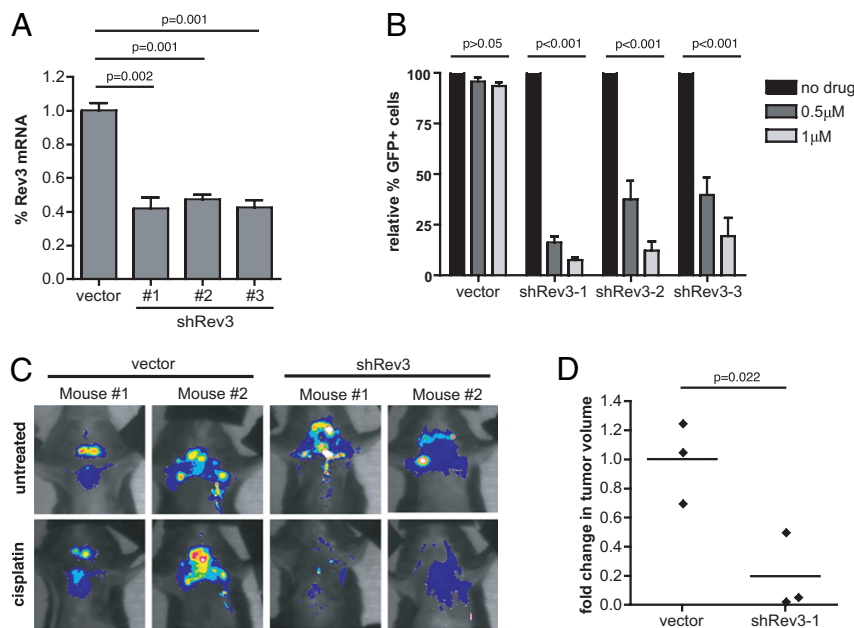 A
p=0.001
p=0.001
p=0.002
% Rev3 mRNA
1.2
1.0
0.8
0.6
0.4
0.2
0.0
vector
#1
#2
#3
shRev3
B
p>0.05
p<0.001
p<0.001
p<0.001
relative % GFP+ cells
100
75
50
25
0
vector
shRev3-1
shRev3-2
shRev3-3
no drug
0.5μM
1μM
C
vector
shRev3
Mouse #1
Mouse #2
Mouse #1
Mouse #2
untreated
cisplatin
D
p=0.022
fold change in tumor volume
1.4
1.2
1.0
0.8
0.6
0.4
0.2
0.0
vector
shRev3-1